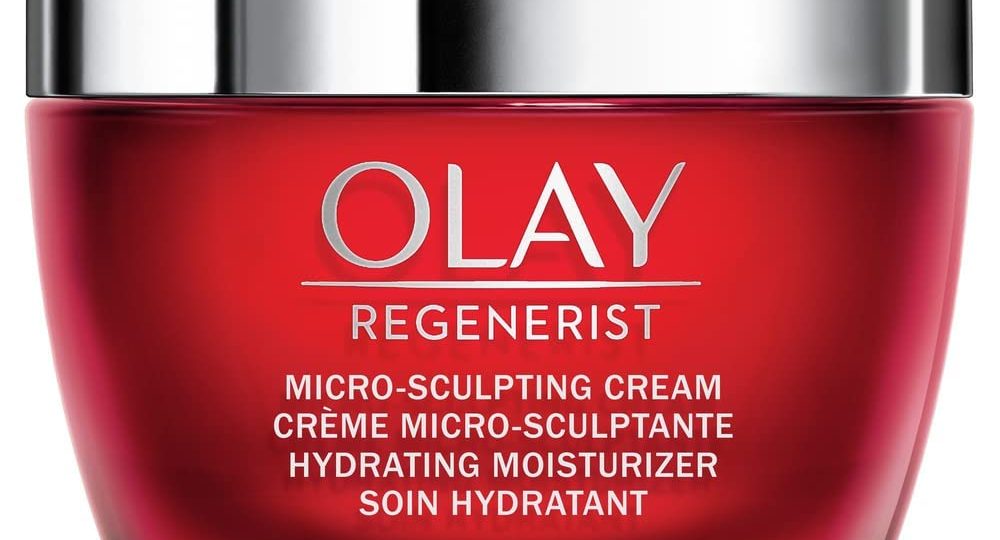 OLAY
REGENERIST
MICRO-SCULPTING CREAM
CRÈME MICRO-SCULPTANTE
HYDRATING MOISTURIZER
SOIN HYDRATANT